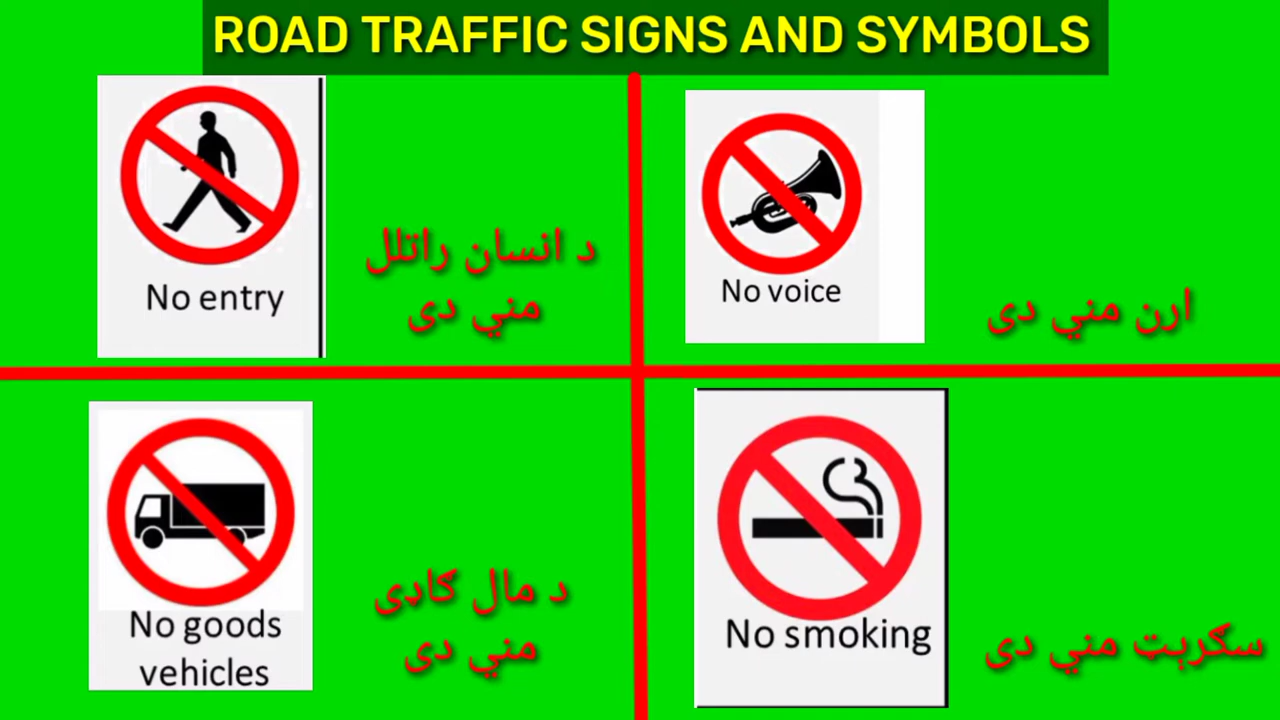 ROAD TRAFFIC SIGNS AND SYMBOLS
No entry
د انسان راتلل
مني دی
No voice
ارن مني دی
No goods
vehicles
د مال ګاډی
مني دی
No smoking
سګرېټ مني دی